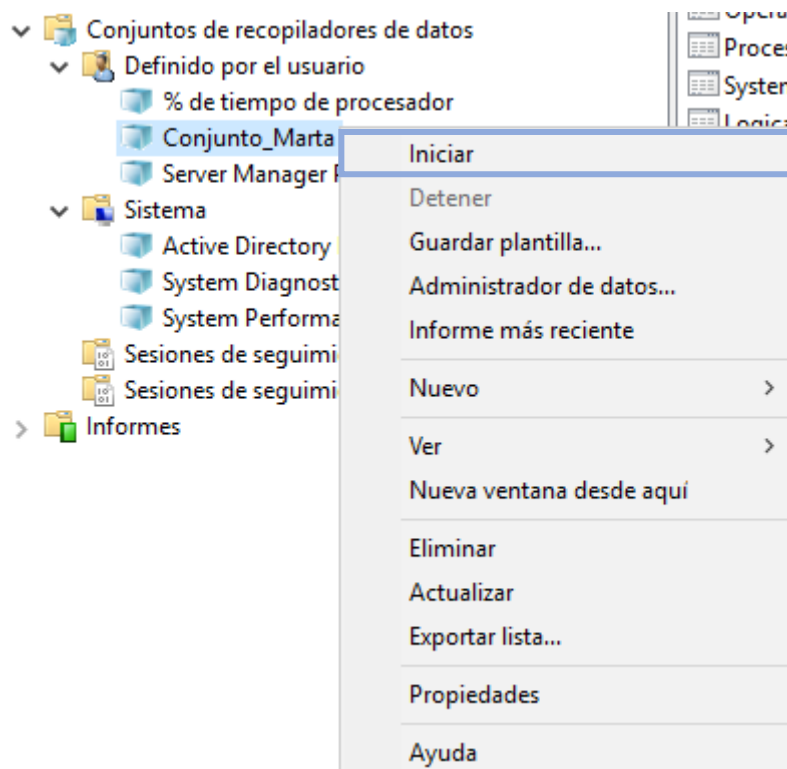 Conjuntos de recopiladores de datos
Definido por el usuario
% de tiempo de procesador
Conjunto_Marta
Server Manager
Sistema
Active Directory
System Diagnost
System Performa
Sesiones de seguimi
Sesiones de seguimi
Informes
Opera
Proces
System
Logica
Iniciar
Detener
Guardar plantilla...
Administrador de datos...
Informe más reciente
Nuevo
Ver
Nueva ventana desde aquí
Eliminar
Actualizar
Exportar lista...
Propiedades
Ayuda